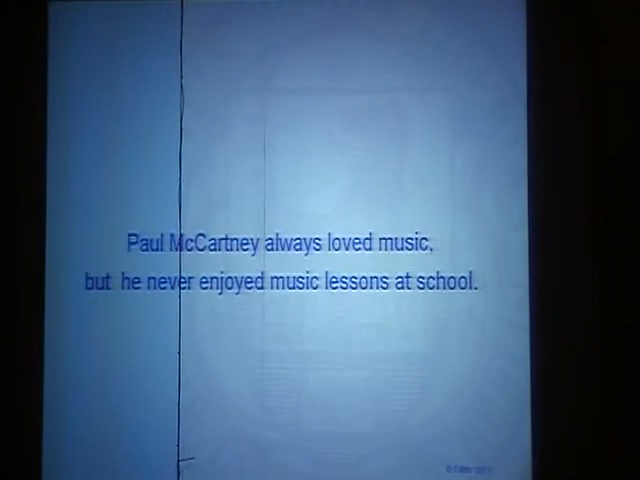 Paul McCartney always loved music,
but he never enjoyed music lessons at school.